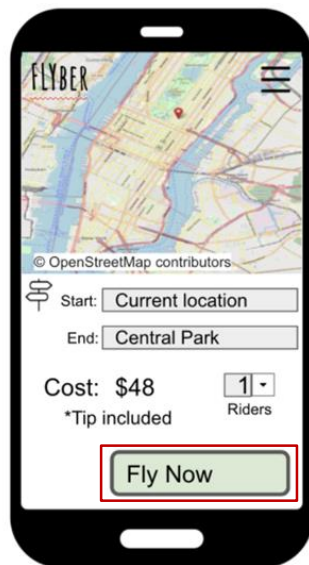 FLYBER
© OpenStreetMap contributors
Start: Current location
End: Central Park
Cost: $48 1
*Tip included Riders
Fly Now